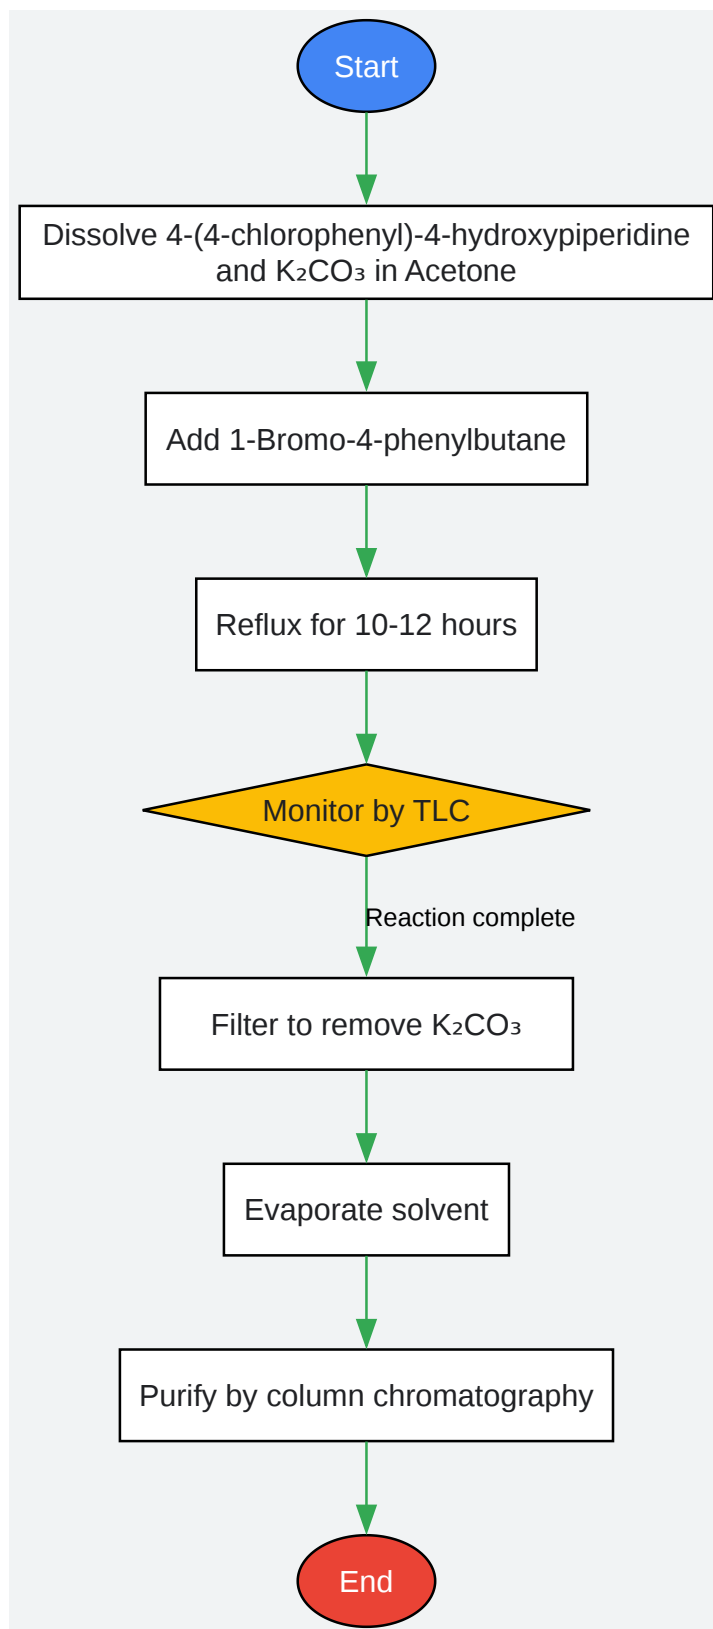 Start
Dissolve 4-(4-chlorophenyl)-4-hydroxypiperidine
and K₂CO₃ in Acetone
Add 1-Bromo-4-phenylbutane
Reflux for 10-12 hours
Monitor by TLC
Reaction complete
Filter to remove K₂CO₃
Evaporate solvent
Purify by column chromatography
End